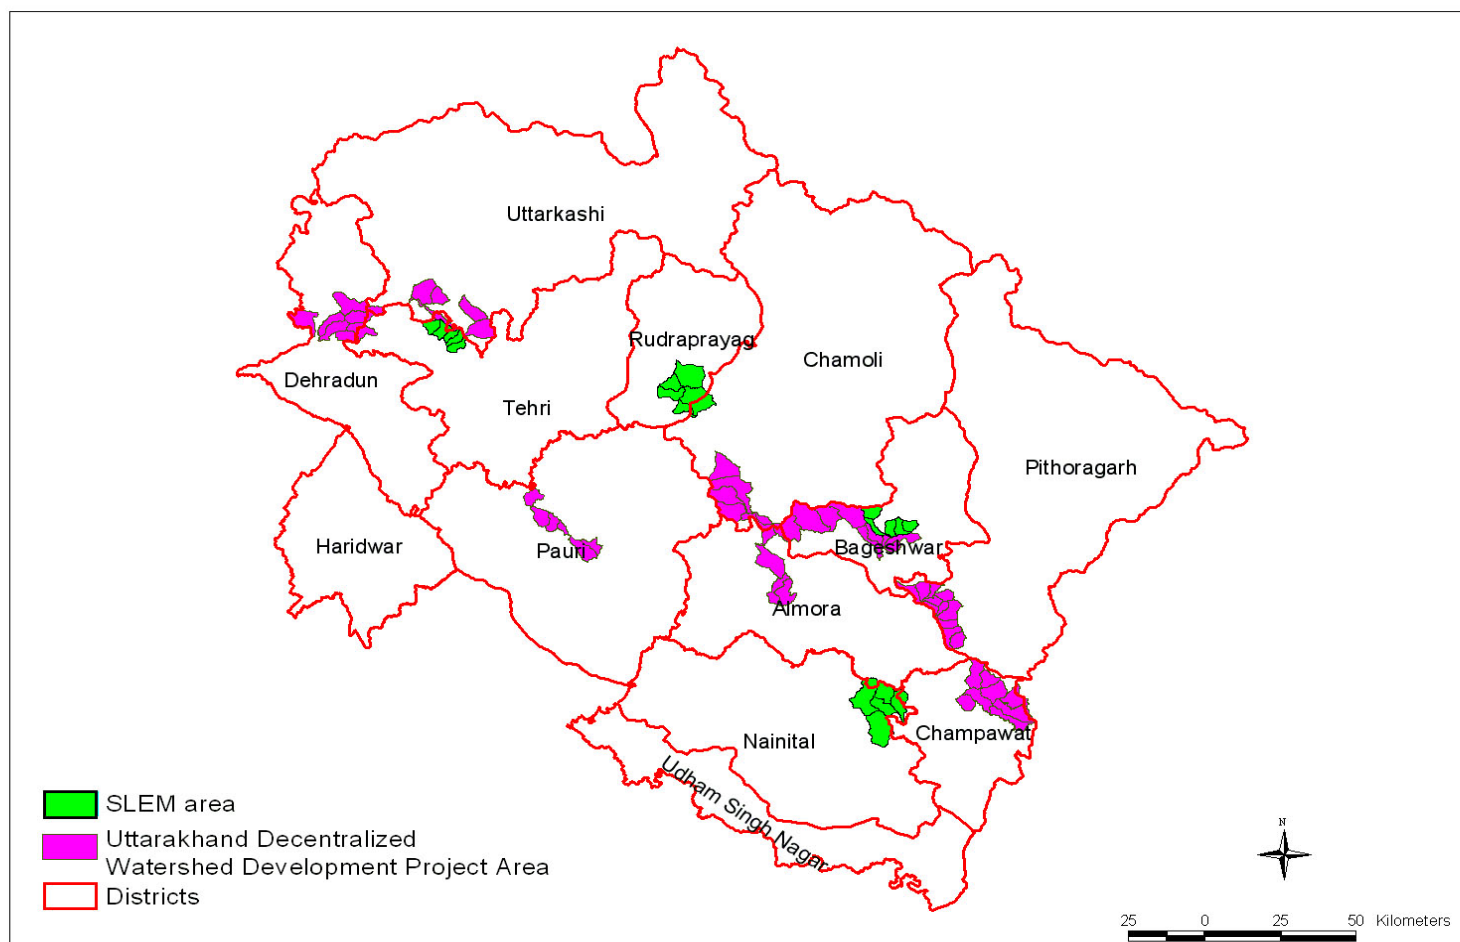 Uttarkashi
Rudraprayag
Chamoli
Dehradun
Tehri
Pithoragarh
Haridwar
Pauri
Bageshwar
Almora
Champawat
Nainital
Udham Singh Nagar
SLEM area
Uttarakhand Decentralized
Watershed Development Project Area
Districts
N
25 0 25 50 Kilometers